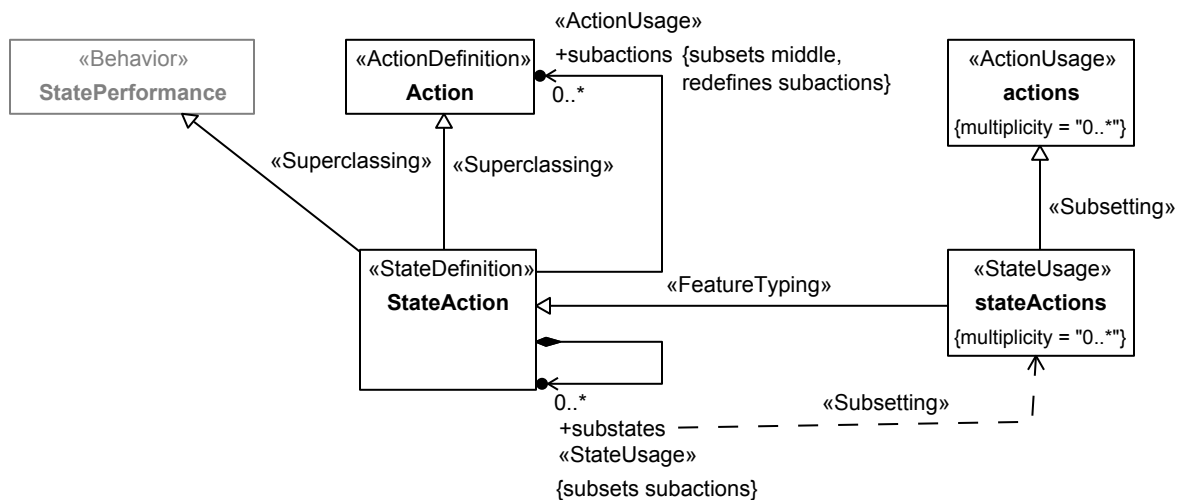 «ActionUsage»
«Behavior»
StatePerformance
«ActionDefinition»
Action
+subactions {subsets middle,
redefines subactions}
0..*
«ActionUsage»
actions
{multiplicity = "0..*"}
«Superclassing»
«Superclassing»
«Subsetting»
«StateDefinition»
StateAction
«FeatureTyping»
«StateUsage»
stateActions
{multiplicity = "0..*"}
0..*
+substates
«StateUsage»
{subsets subactions}
«Subsetting»